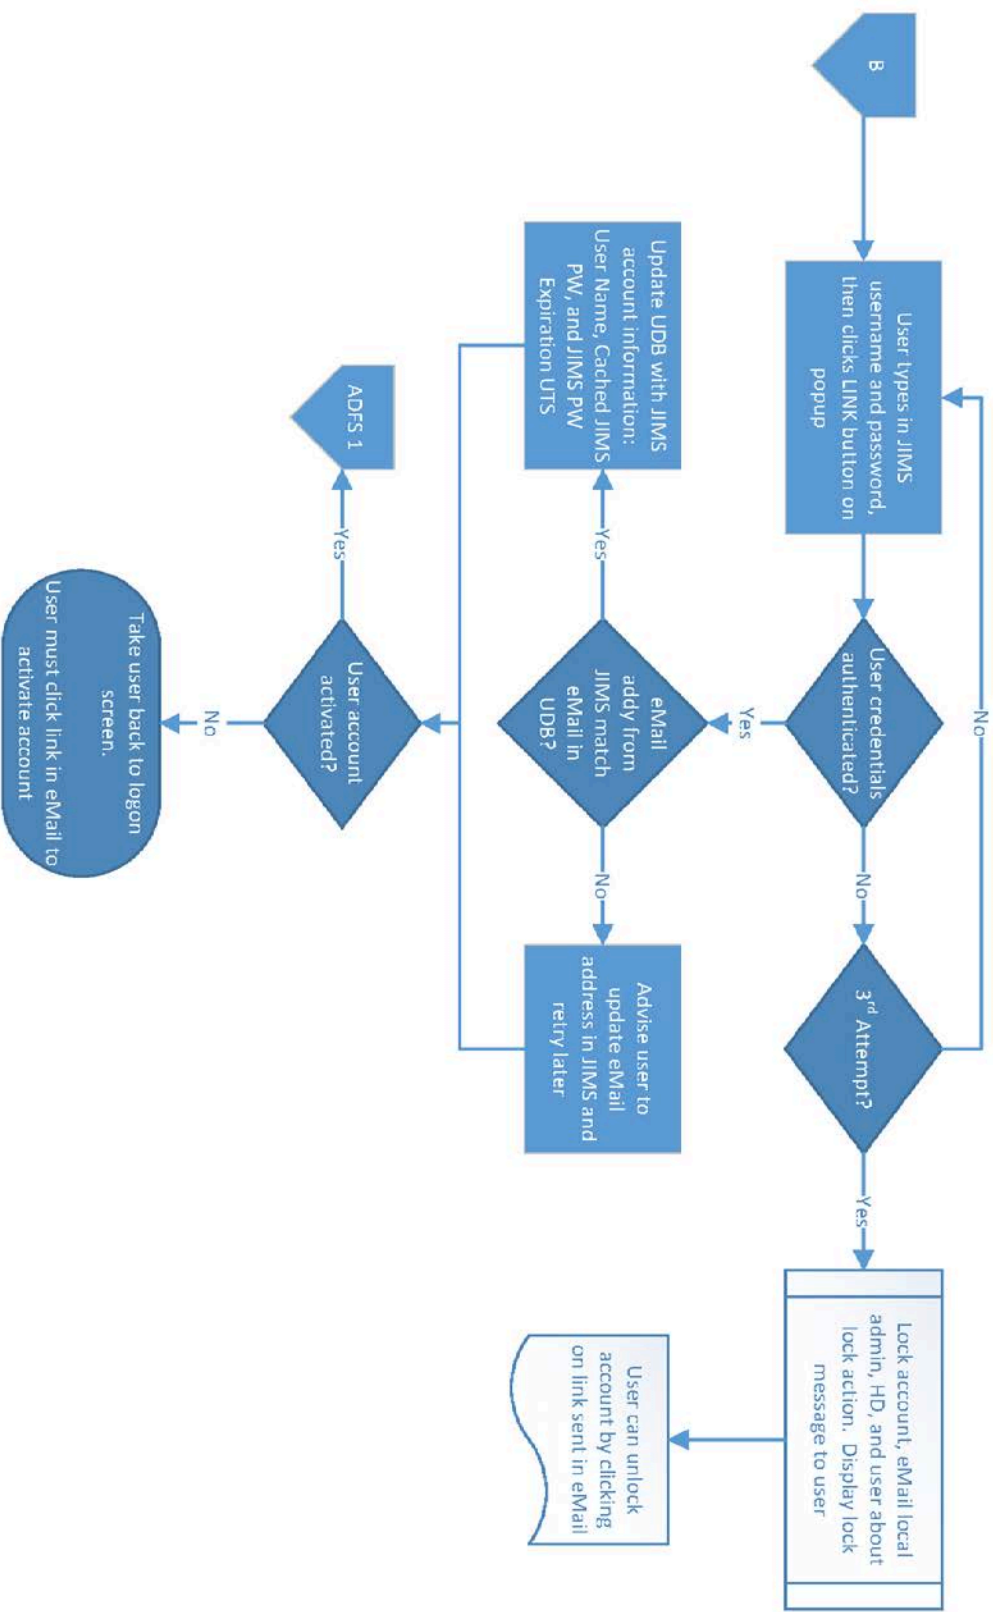 B
User types in JIMS
username and password,
then clicks LINK button on
popup
User credentials
authenticated?
No
3rd Attempt?
No
Yes
Lock account, eMail local
admin, HD, and user about
lock action. Display lock
message to user
User can unlock
account by clicking
on link sent in eMail
Yes
eMail
addy from
JIMS match
eMail in
UDB?
Yes
Update UDB with JIMS
account information:
User Name, Cached JIMS
PW, and JIMS PW
Expiration UTS
No
Advise user to
update eMail
address in JIMS and
retry later
User account
activated?
Yes
ADFS 1
No
Take user back to logon
screen.
User must click link in eMail to
activate account